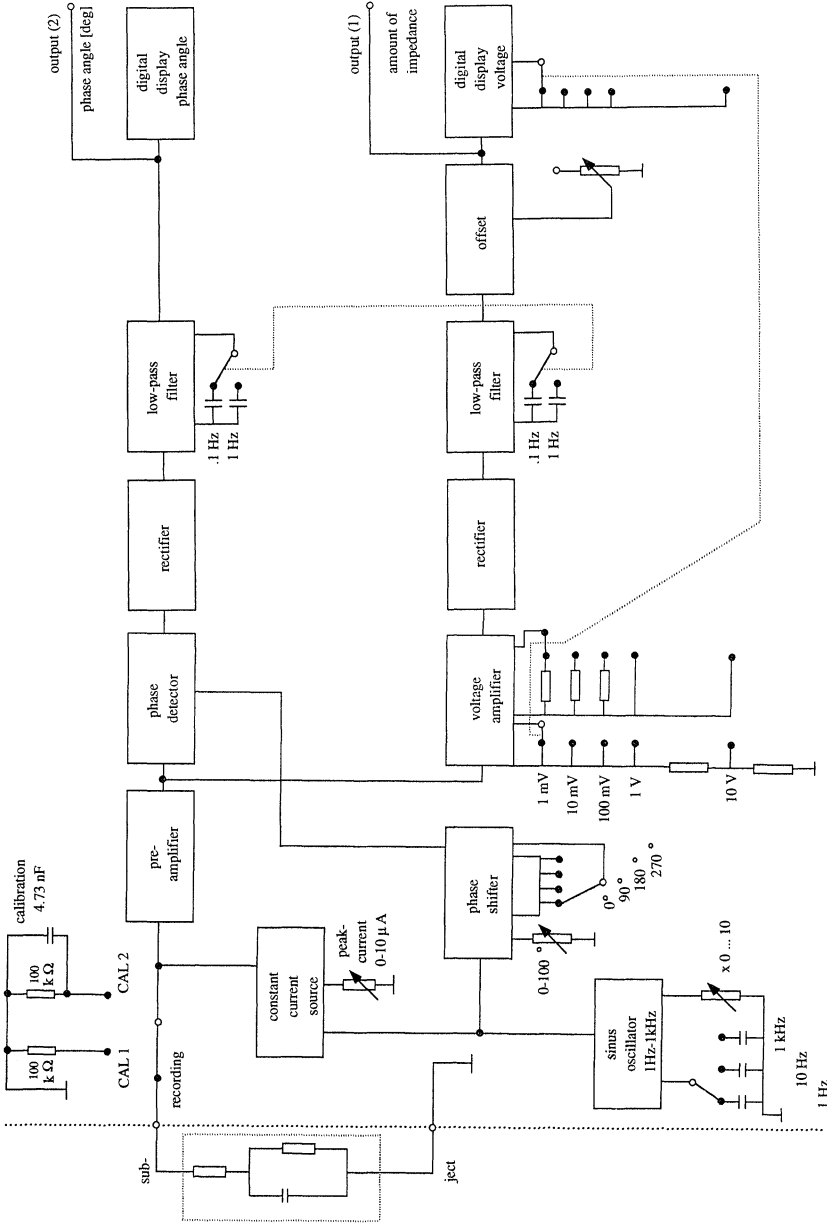 output (2)
phase angle [deg]
digital
display
phase angle
output (1)
amount of
impedance
digital
display
voltage
offset
low-pass
filter
.1 Hz
1 Hz
low-pass
filter
.1 Hz
1 Hz
rectifier
rectifier
phase
detector
voltage
amplifier
1 mV
10 mV
100 mV
1 V
10 V
calibration
4.73 nF
100
k Ω
CAL 2
100
k Ω
CAL 1
pre-
amplifier
recording
constant
current
source
peak-
current
0-10 μ A
phase
shifter
0°
90°
180°
270°
0-100°
sinus
oscillator
1Hz-1kHz
x 0 ... 10
1 kHz
10 Hz
1 Hz
sub-
ject